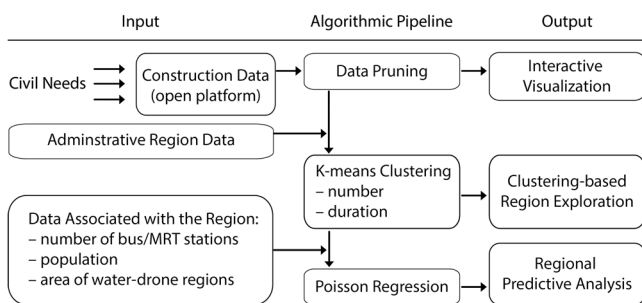 Input
Algorithmic Pipeline
Output
Civil Needs
Construction Data
(open platform)
Data Pruning
Interactive
Visualization
Adminstrative Region Data
K-means Clustering
– number
– duration
Clustering-based
Region Exploration
Data Associated with the Region:
– number of bus/MRT stations
– population
– area of water-drone regions
Poisson Regression
Regional
Predictive Analysis